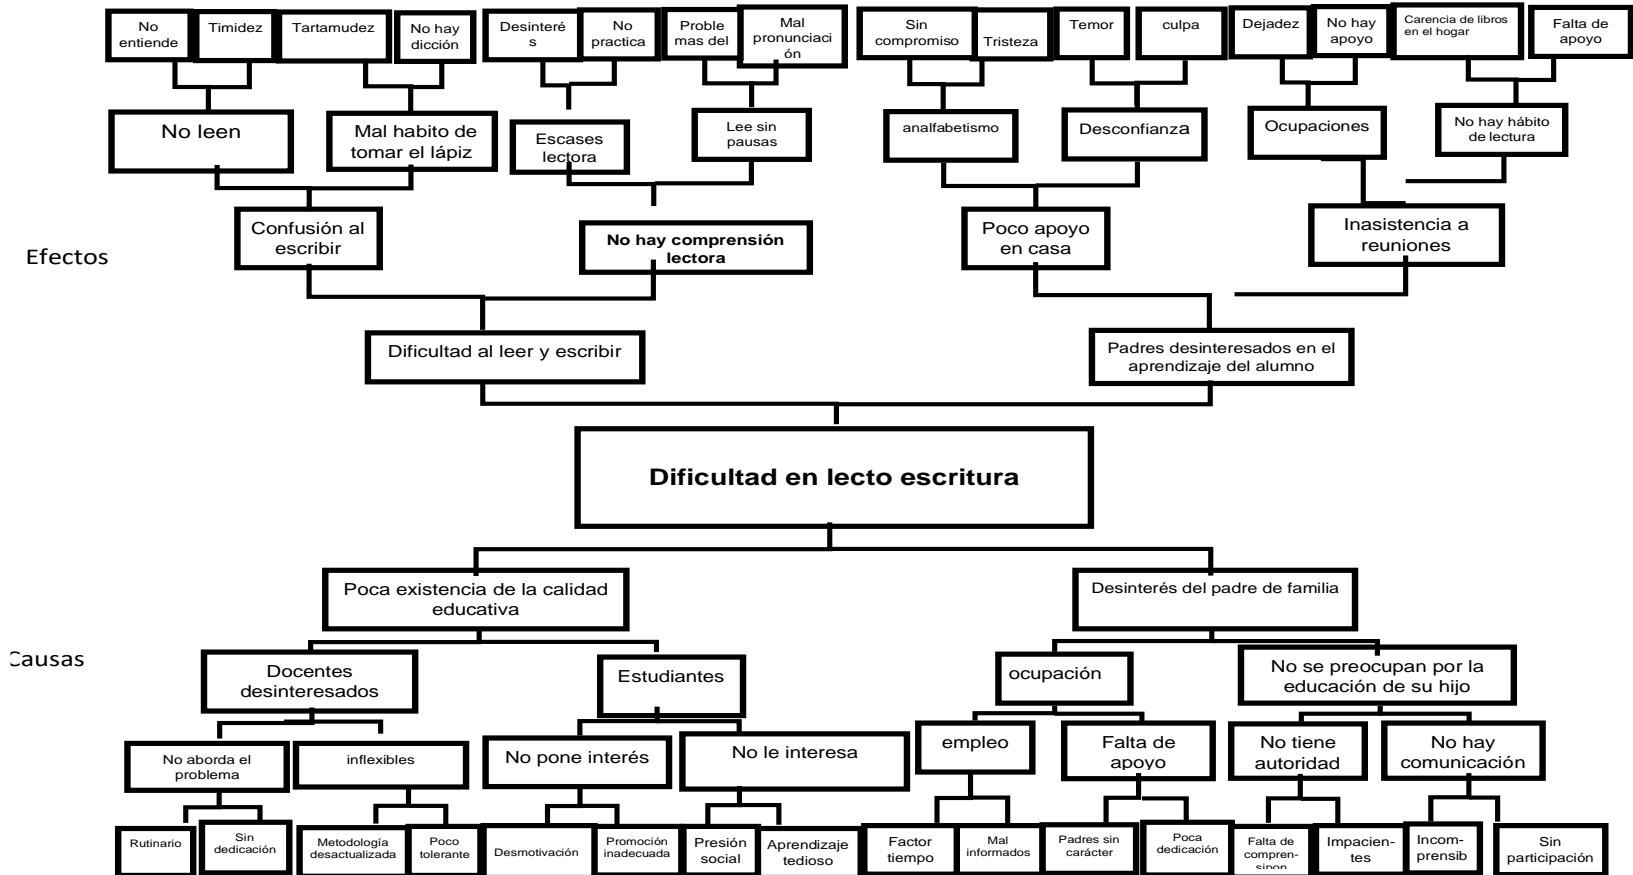 No
entiende
Timidez
Tartamudez
No hay
dicción
Desinteré
s
No
practica
Proble
mas del
Mal
pronunciaci
ón
Sin
compromiso
Tristeza
Temor
culpa
Dejadez
No hay
apoyo
Carencia de libros
en el hogar
Falta de
apoyo
No leen
Mal habito de
tomar el lápiz
Escases
lectora
Lee sin
pausas
analfabetismo
Desconfianza
Ocupaciones
No hay hábito
de lectura
Confusión al
escribir
No hay comprensión
lectora
Poco apoyo
en casa
Inasistencia a
reuniones
Efectos
Dificultad al leer y escribir
Padres desinteresados en el
aprendizaje del alumno
Dificultad en lecto escritura
Poca existencia de la calidad
educativa
Desinterés del padre de familia
Causas
Docentes
desinteresados
Estudiantes
ocupación
No se preocupan por la
educación de su hijo
No aborda el
problema
inflexibles
No pone interés
No le interesa
empleo
Falta de
apoyo
No tiene
autoridad
No hay
comunicación
Rutinario
Sin
dedicación
Metodología
desactualizada
Poco
tolerante
Desmotivación
Promoción
inadecuada
Presión
social
Aprendizaje
tedioso
Factor
tiempo
Mal
informados
Padres sin
carácter
Poca
dedicación
Falta de
compren-
sipon
Impacien-
tes
Incom-
prensib
Sin
participación